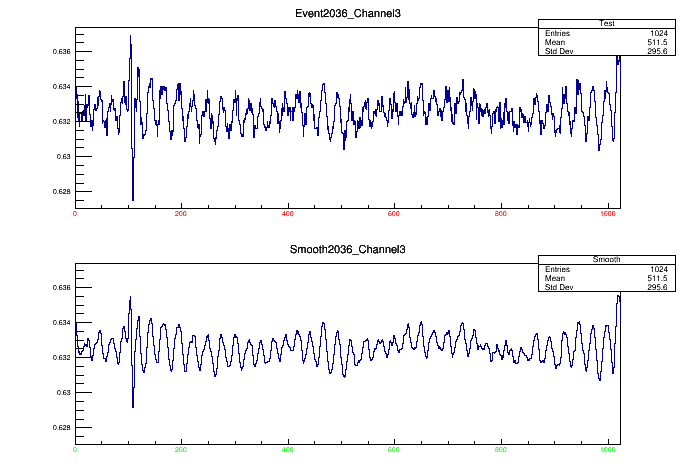 Event2036_Channel3
Test
Entries 1024
Mean 511.5
Std Dev 295.6
0.636
0.634
0.632
0.63
0.628
0 200 400 600 800 1000
Smooth2036_Channel3
Smooth
Entries 1024
Mean 511.5
Std Dev 295.6
0.636
0.634
0.632
0.63
0.628
0 200 400 600 800 1000